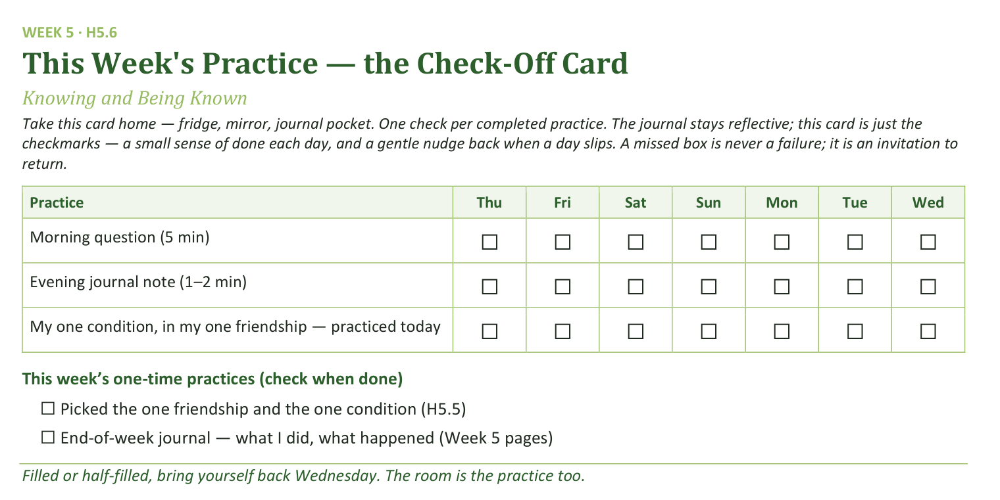 WEEK 5 · H5.6
This Week's Practice — the Check-Off Card
Knowing and Being Known
Take this card home — fridge, mirror, journal pocket. One check per completed practice. The journal stays reflective; this card is just the
checkmarks — a small sense of done each day, and a gentle nudge back when a day slips. A missed box is never a failure; it is an invitation to
return.
Practice Thu Fri Sat Sun Mon Tue Wed
Morning question (5 min) ☐ ☐ ☐ ☐ ☐ ☐ ☐
Evening journal note (1–2 min) ☐ ☐ ☐ ☐ ☐ ☐ ☐
My one condition, in my one friendship — practiced today ☐ ☐ ☐ ☐ ☐ ☐ ☐
This week’s one-time practices (check when done)
☐ Picked the one friendship and the one condition (H5.5)
☐ End-of-week journal — what I did, what happened (Week 5 pages)
Filled or half-filled, bring yourself back Wednesday. The room is the practice too.